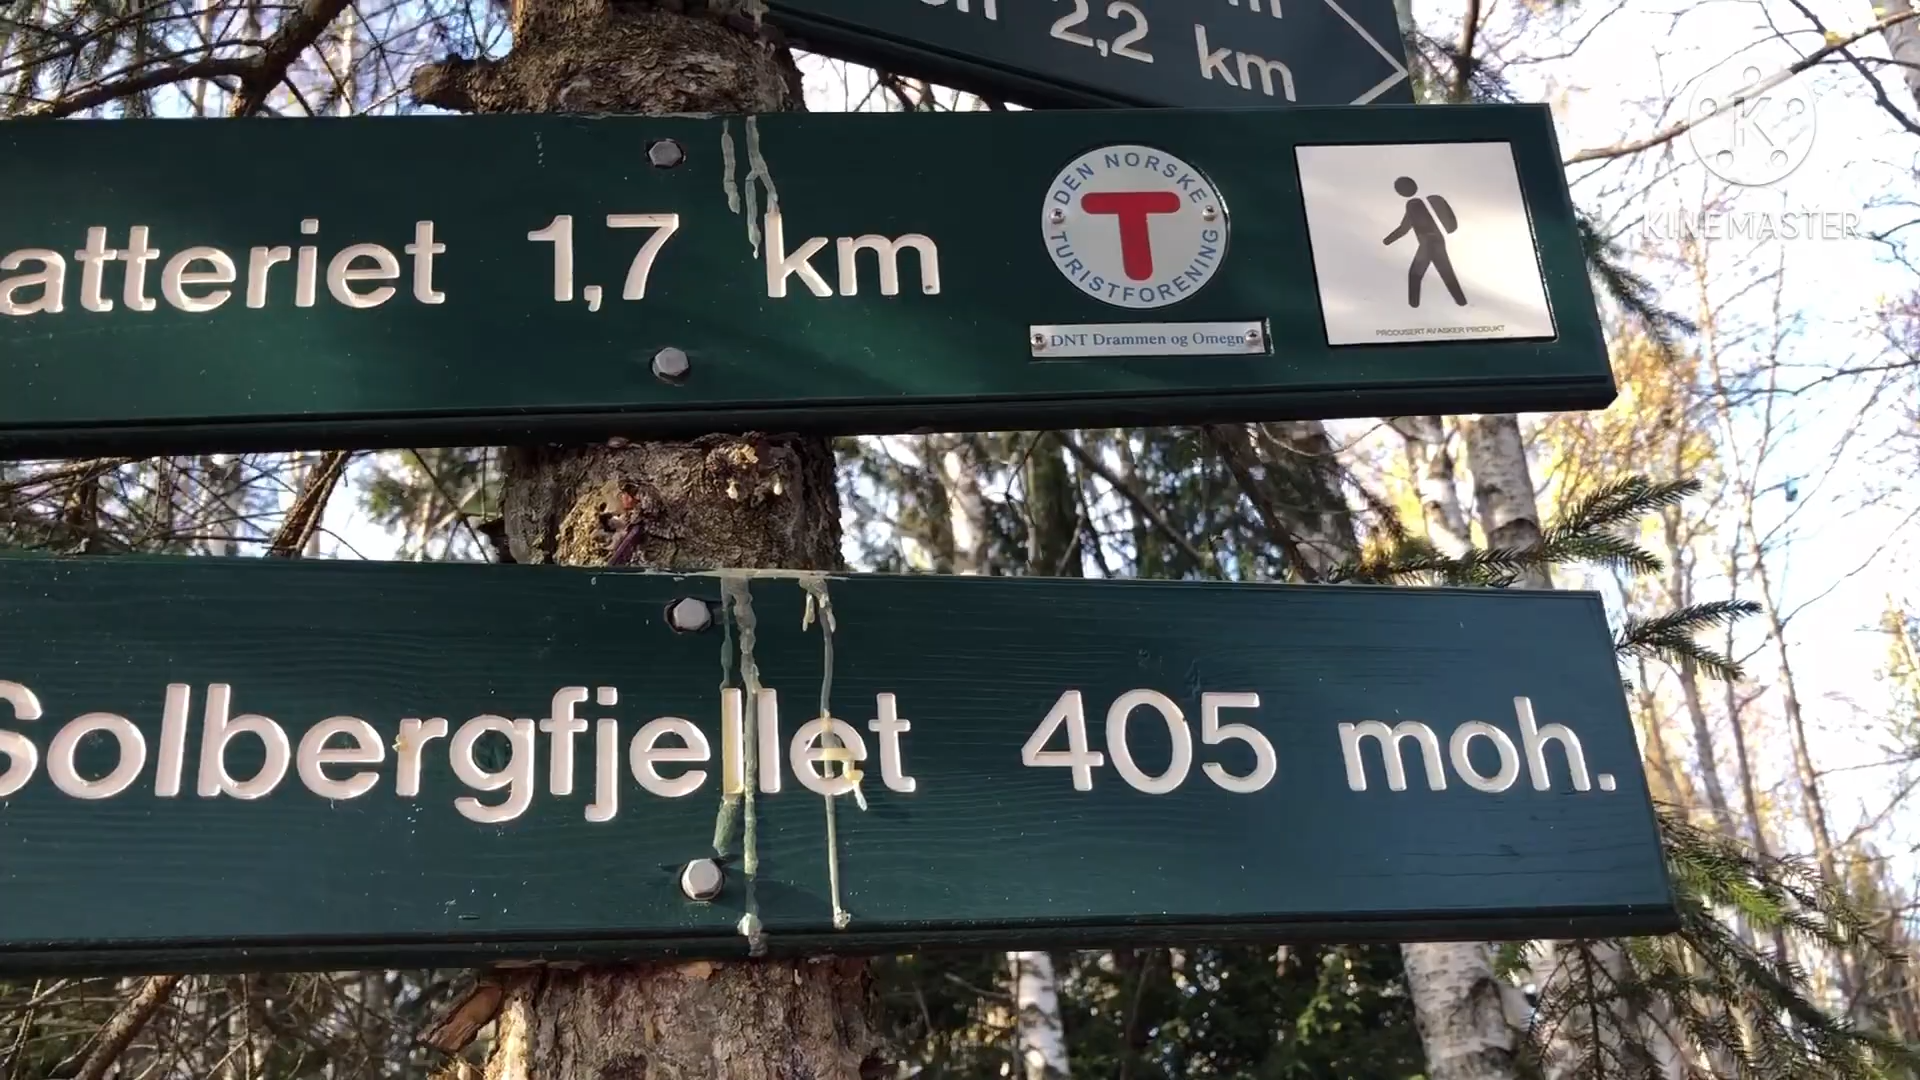 2,2 km
atteriet 1,7 km
DEN NORSKE
TURISTFORENING
T
DNT Drammen og Omegn
PRODUSERT AV ASKER PRODUKT
Solbergfjellet 405 moh.
K
KINEMASTER